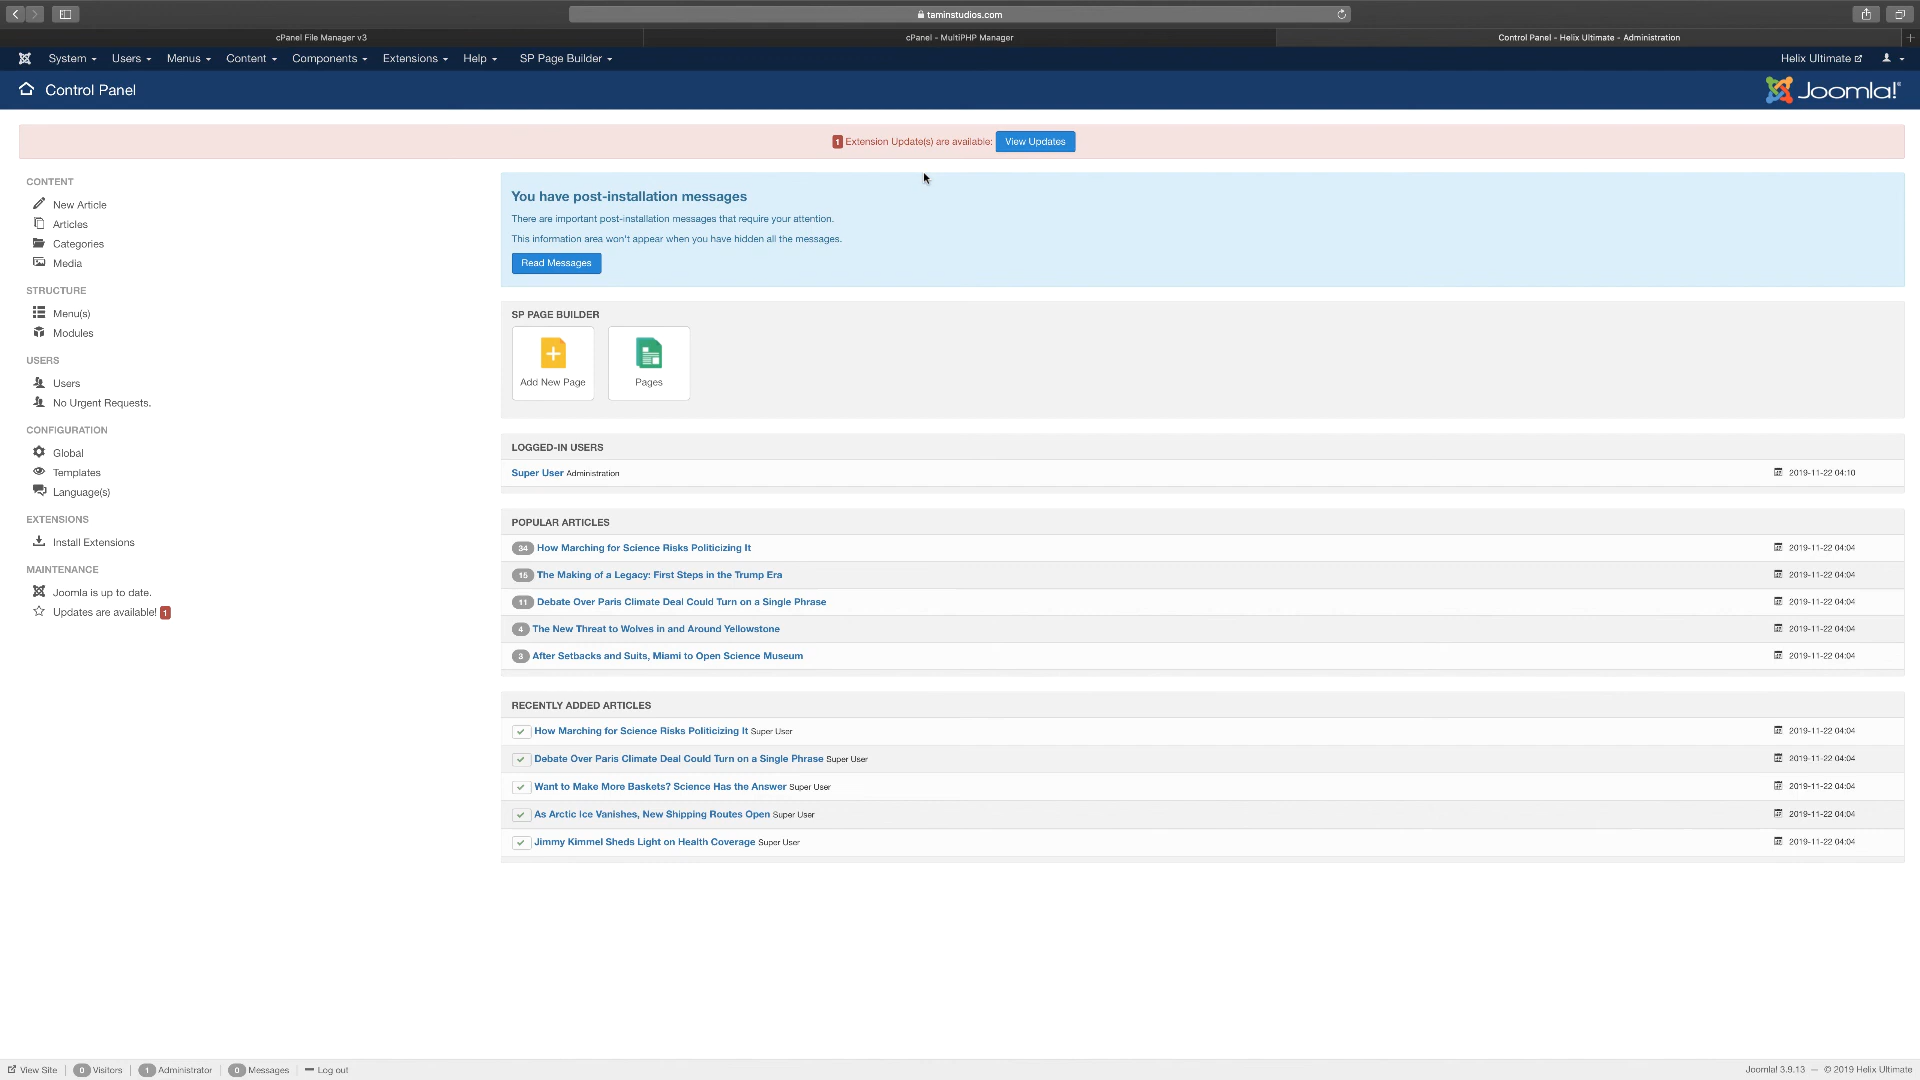 taminstudios.com
cPanel File Manager v3
cPanel - MultiPHP Manager
Control Panel - Helix Ultimate - Administration
System Users Menus Content Components Extensions Help SP Page Builder Helix Ultimate
Control Panel
Joomla!®
1 Extension Update(s) are available: View Updates
CONTENT
New Article
Articles
Categories
Media
STRUCTURE
Menu(s)
Modules
USERS
Users
No Urgent Requests.
CONFIGURATION
Global
Templates
Language(s)
EXTENSIONS
Install Extensions
MAINTENANCE
Joomla is up to date.
Updates are available! 1
You have post-installation messages
There are important post-installation messages that require your attention.
This information area won't appear when you have hidden all the messages.
Read Messages
SP PAGE BUILDER
Add New Page
Pages
LOGGED-IN USERS
Super User Administration 2019-11-22 04:10
POPULAR ARTICLES
34 How Marching for Science Risks Politicizing It 2019-11-22 04:04
15 The Making of a Legacy: First Steps in the Trump Era 2019-11-22 04:04
11 Debate Over Paris Climate Deal Could Turn on a Single Phrase 2019-11-22 04:04
4 The New Threat to Wolves in and Around Yellowstone 2019-11-22 04:04
3 After Setbacks and Suits, Miami to Open Science Museum 2019-11-22 04:04
RECENTLY ADDED ARTICLES
How Marching for Science Risks Politicizing It Super User 2019-11-22 04:04
Debate Over Paris Climate Deal Could Turn on a Single Phrase Super User 2019-11-22 04:04
Want to Make More Baskets? Science Has the Answer Super User 2019-11-22 04:04
As Arctic Ice Vanishes, New Shipping Routes Open Super User 2019-11-22 04:04
Jimmy Kimmel Sheds Light on Health Coverage Super User 2019-11-22 04:04
View Site 0 Visitors 1 Administrator 0 Messages Log out Joomla! 3.9.13 — © 2019 Helix Ultimate